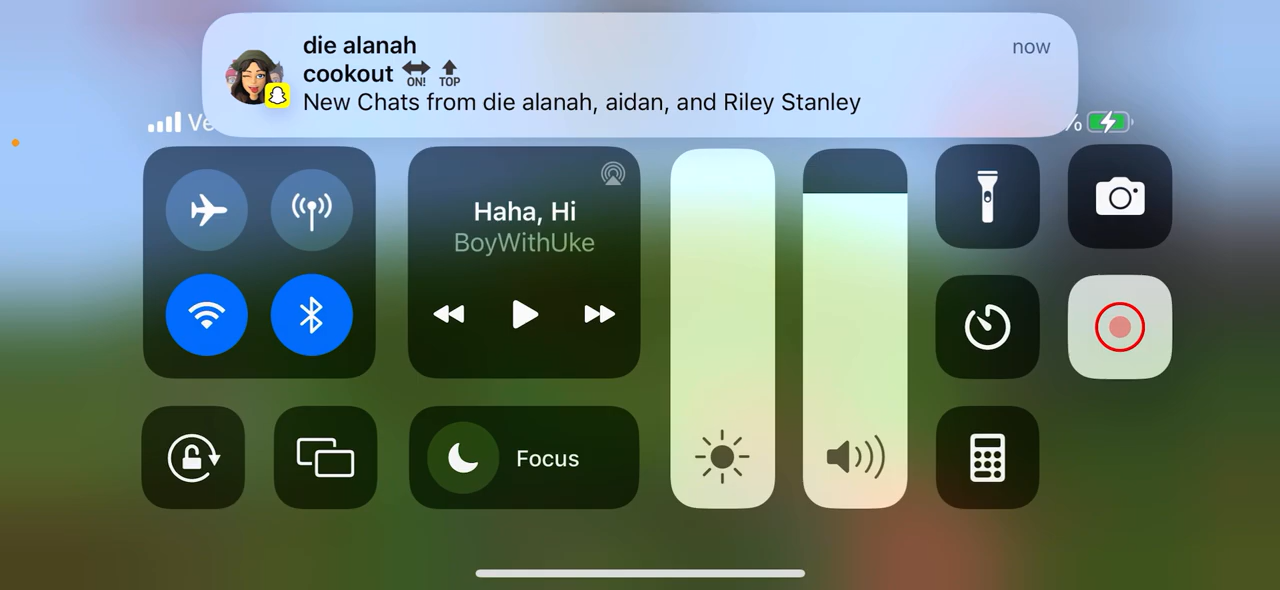 die alanah
cookout ON! TOP
now
New Chats from die alanah, aidan, and Riley Stanley
Ve
%
Haha, Hi
BoyWithUke
Focus